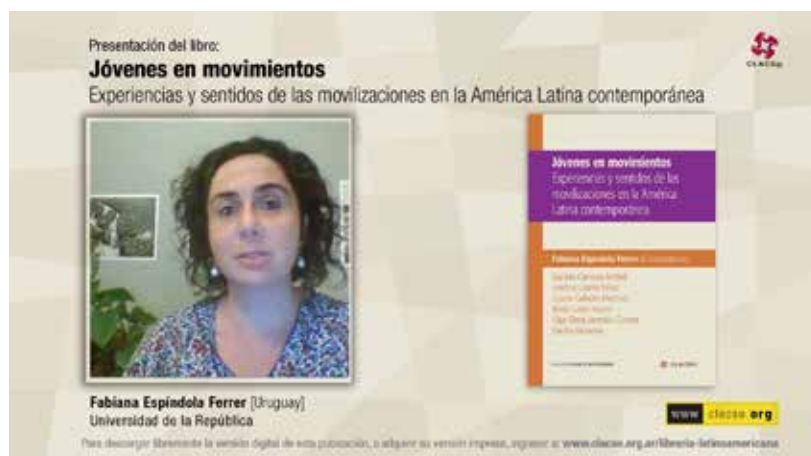 Presentación del libro:
Jóvenes en movimientos
Experiencias y sentidos de las movilizaciones en la América Latina contemporánea
CLACSO
Jóvenes en movimientos
Experiencias y sentidos de las
movilizaciones en la América
Latina contemporánea
Fabiana Espíndola Ferrer
Fabiana Espíndola Ferrer [Uruguay]
Universidad de la República
www clacso.org
Para descargar libremente la versión digital de esta publicación, o adquirir su versión impresa, ingresar a: www.clacso.org.ar/libreria-latinoamericana